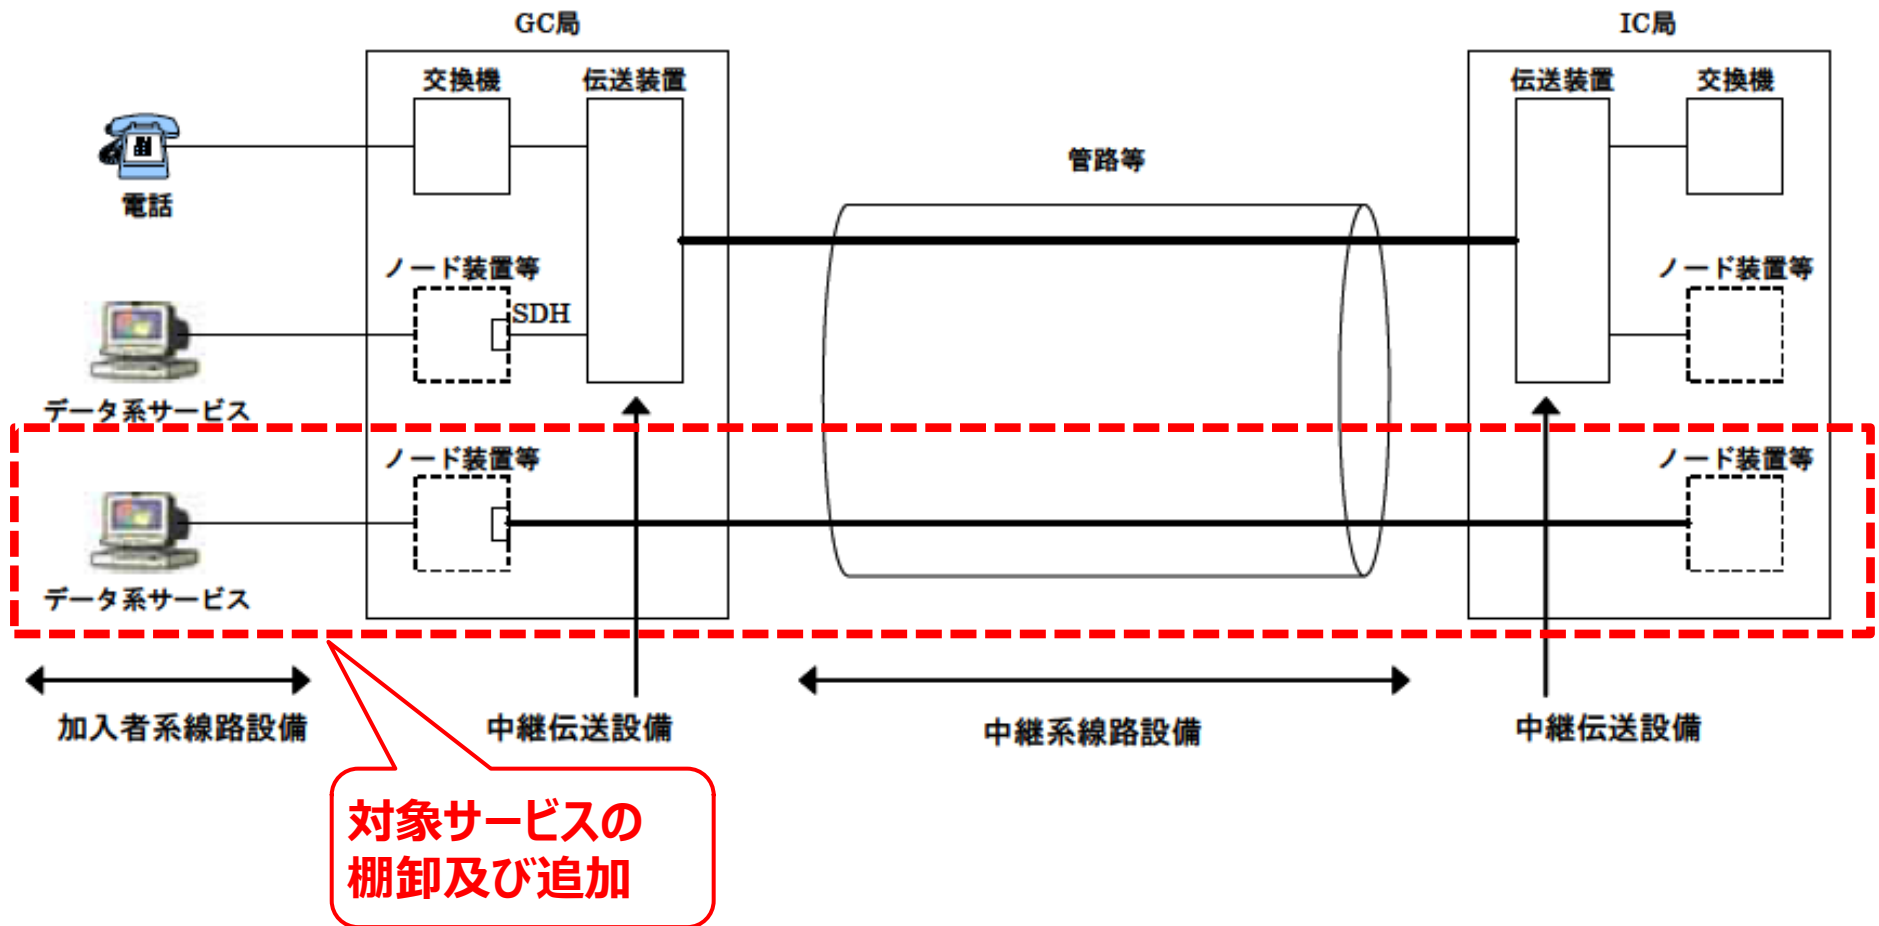 GC局
IC局
交換機
伝送装置
伝送装置
交換機
電話
管路等
ノード装置等
SDH
ノード装置等
データ系サービス
ノード装置等
ノード装置等
データ系サービス
加入者系線路設備
中継伝送設備
中継系線路設備
中継伝送設備
対象サービスの
棚卸及び追加